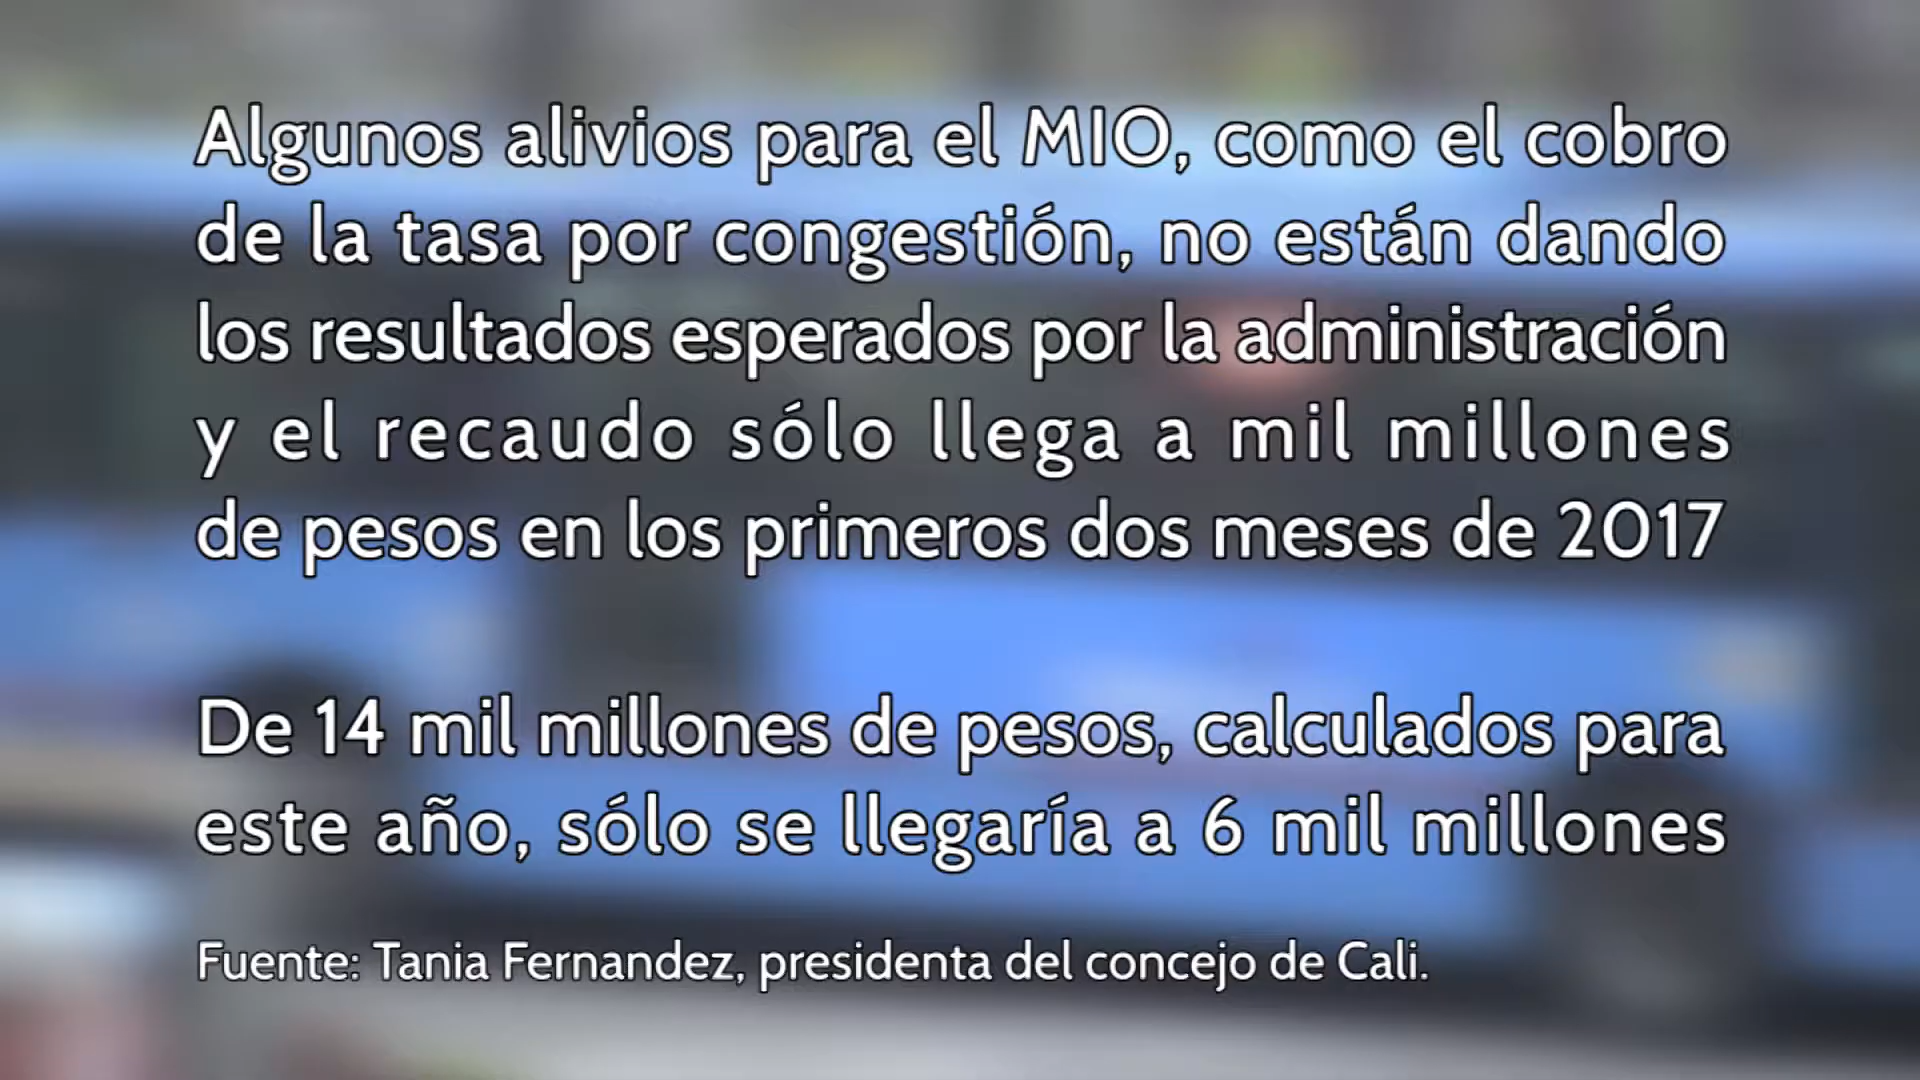 Algunos alivios para el MIO, como el cobro
de la tasa por congestión, no están dando
los resultados esperados por la administración
y el recaudo sólo llega a mil millones
de pesos en los primeros dos meses de 2017
De 14 mil millones de pesos, calculados para
este año, sólo se llegaría a 6 mil millones
Fuente: Tania Fernandez, presidenta del concejo de Cali.